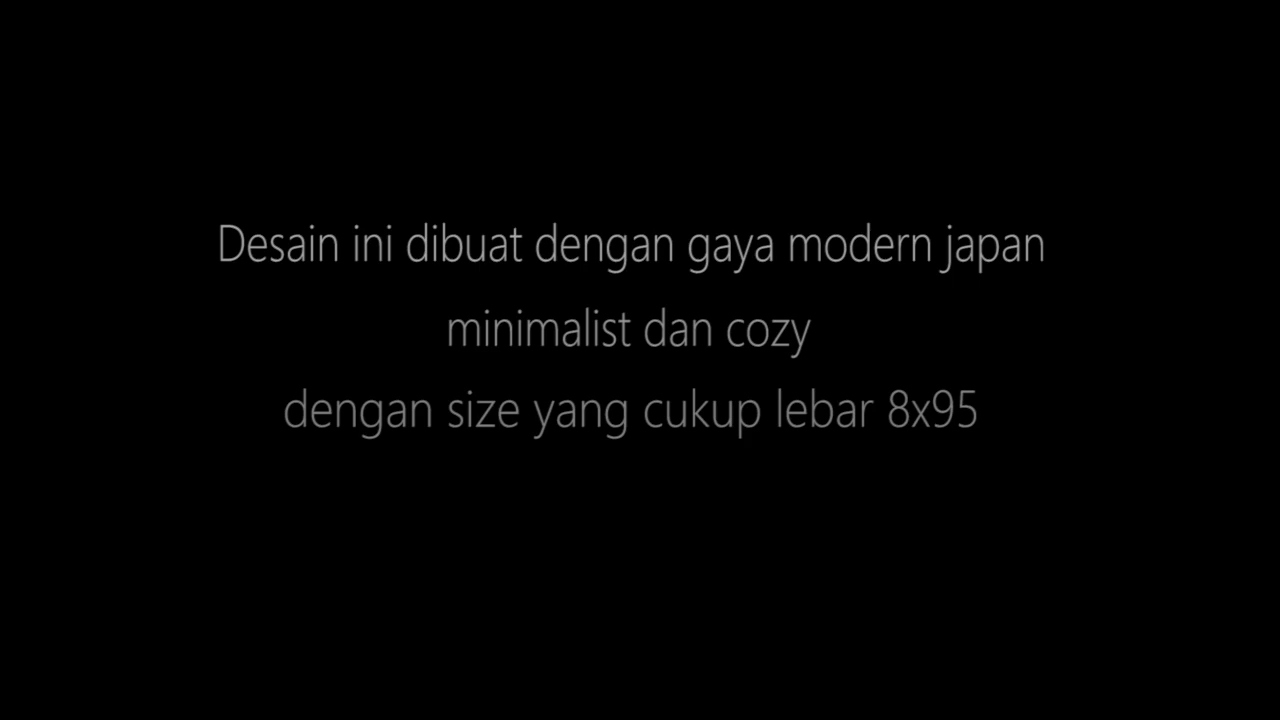 Desain ini dibuat dengan gaya modern japan
minimalist dan cozy
dengan size yang cukup lebar 8x95